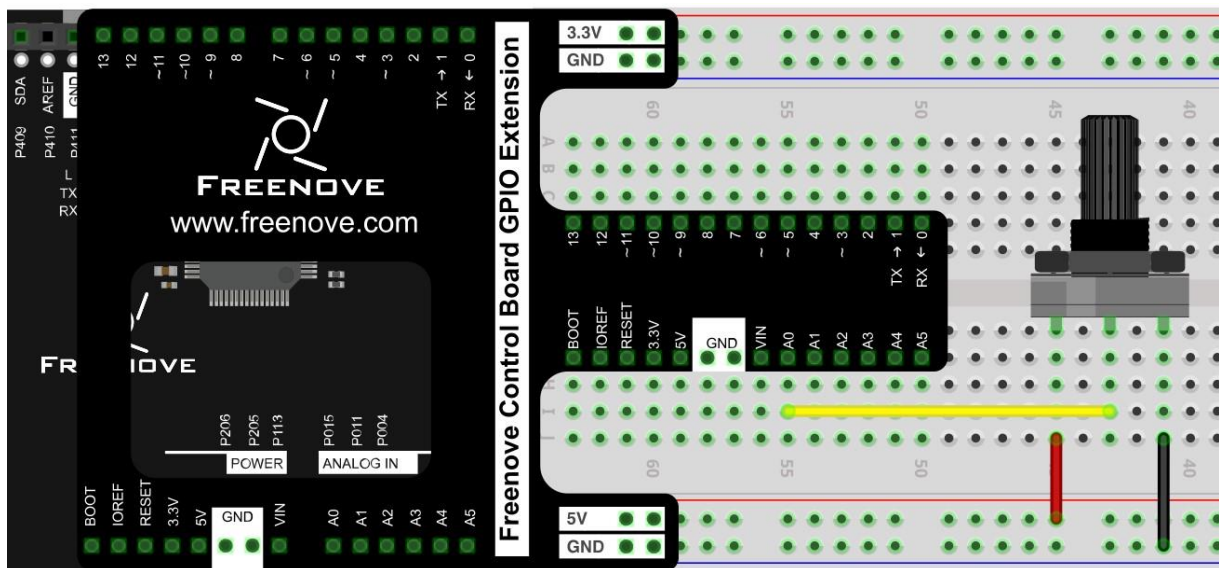 SDA
AREF
GND
P409
P410
P411
L
TX
RX
13
12
~11
~10
~ 9
8
7
~ 6
~ 5
4
~ 3
2
TX → 1
RX ← 0
FREENOVE
www.freenove.com
FREENOVE
P206
P205
P113
P015
P011
P004
POWER
ANALOG IN
BOOT
IOREF
RESET
3.3V
5V
GND
VIN
A0
A1
A2
A3
A4
A5
Freenove Control Board GPIO Extension
3.3V
GND
60
55
50
45
40
A
B
C
13
12
~11
~10
~ 9
8
7
~ 6
~ 5
4
~ 3
2
TX → 1
RX ← 0
BOOT
IOREF
RESET
3.3V
5V
GND
VIN
A0
A1
A2
A3
A4
A5
H
I
J
60
55
50
40
5V
GND